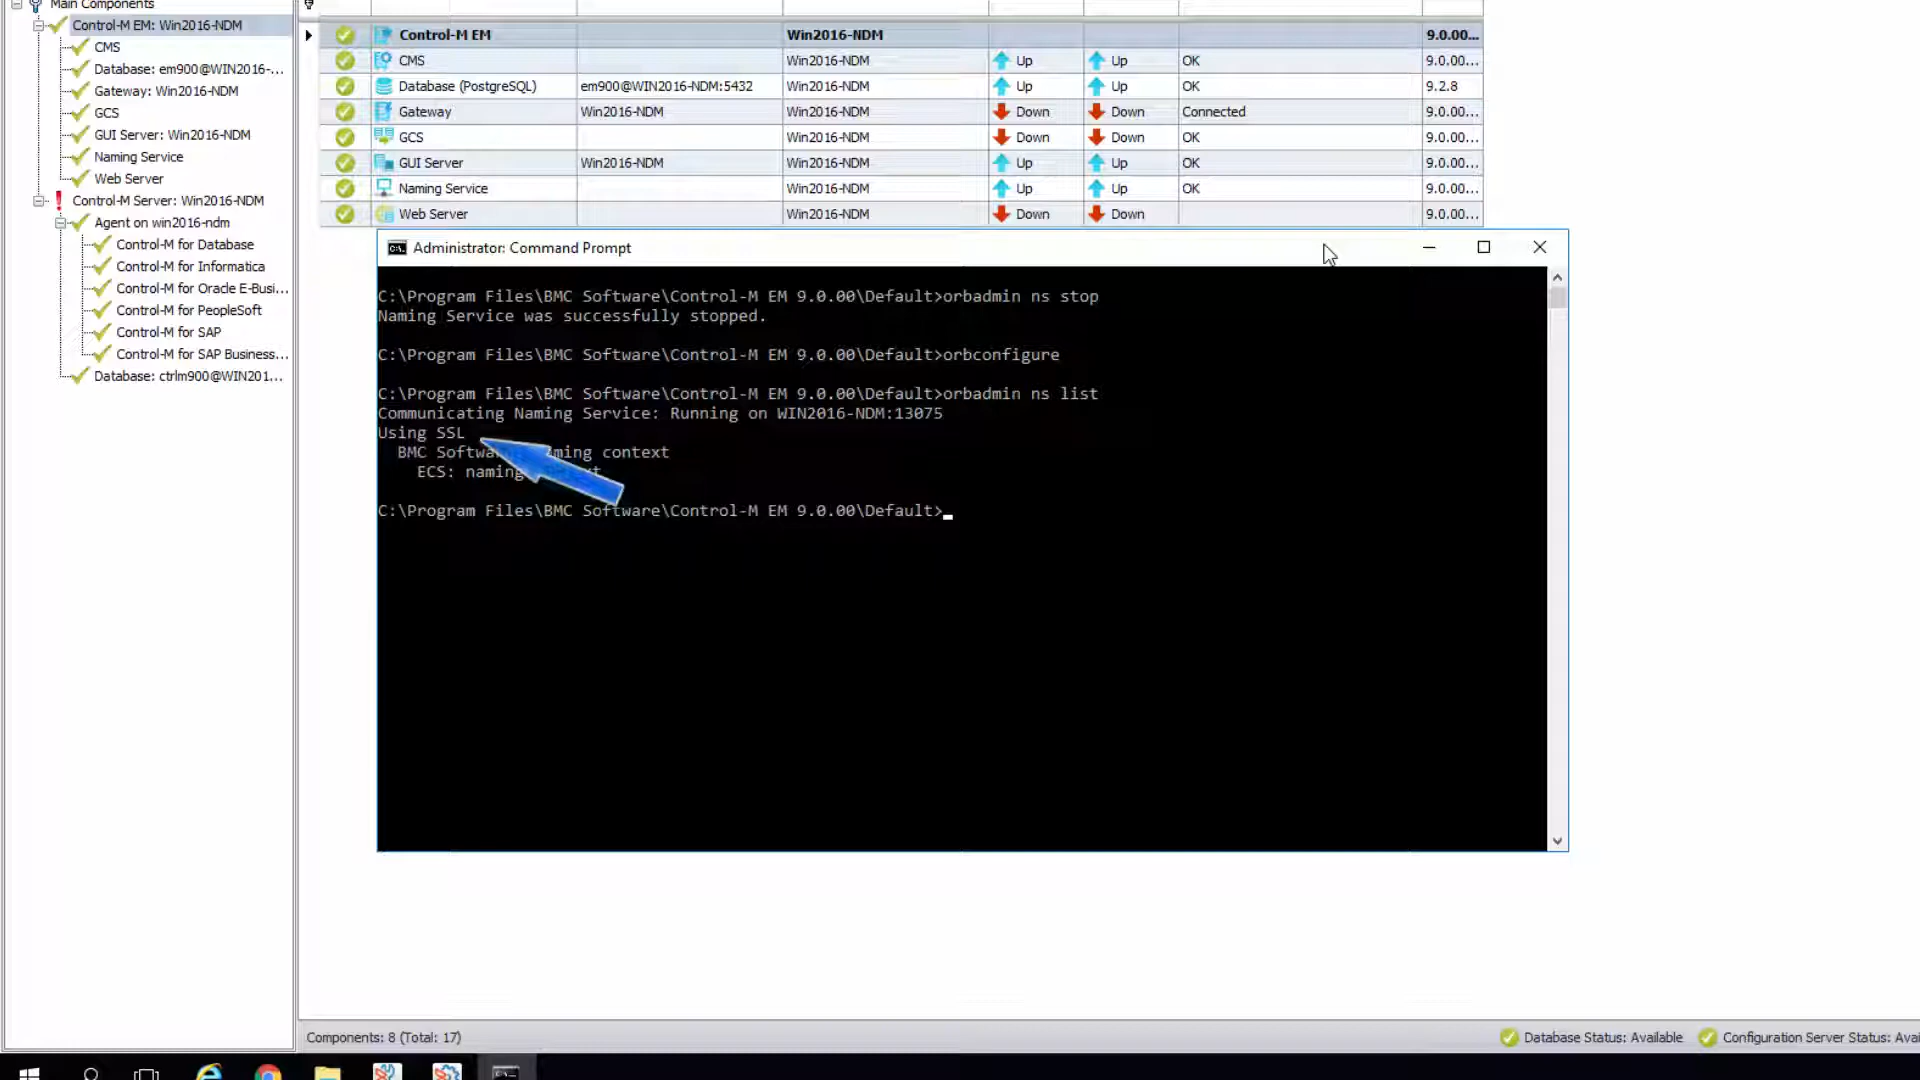 Main Components
Control-M EM: Win2016-NDM
CMS
Database: em900@WIN2016-...
Gateway: Win2016-NDM
GCS
GUI Server: Win2016-NDM
Naming Service
Web Server
Control-M Server: Win2016-NDM
Agent on win2016-ndm
Control-M for Database
Control-M for Informatica
Control-M for Oracle E-Busi...
Control-M for PeopleSoft
Control-M for SAP
Control-M for SAP Business...
Database: ctrlm900@WIN201...
Control-M EM Win2016-NDM 9.0.00...
CMS Win2016-NDM Up Up OK 9.0.00...
Database (PostgreSQL) em900@WIN2016-NDM:5432 Win2016-NDM Up Up OK 9.2.8
Gateway Win2016-NDM Win2016-NDM Down Down Connected 9.0.00...
GCS Win2016-NDM Down Down OK 9.0.00...
GUI Server Win2016-NDM Win2016-NDM Up Up OK 9.0.00...
Naming Service Win2016-NDM Up Up OK 9.0.00...
Web Server Win2016-NDM Down Down 9.0.00...
Administrator: Command Prompt
C:\Program Files\BMC Software\Control-M EM 9.0.00\Default>orbadmin ns stop
Naming Service was successfully stopped.
C:\Program Files\BMC Software\Control-M EM 9.0.00\Default>orbconfigure
C:\Program Files\BMC Software\Control-M EM 9.0.00\Default>orbadmin ns list
Communicating Naming Service: Running on WIN2016-NDM:13075
Using SSL
BMC context
ECS:
C:\Program Files\BMC Software\Control-M EM 9.0.00\Default>
Components: 8 (Total: 17)
Database Status: Available
Configuration Server Status: